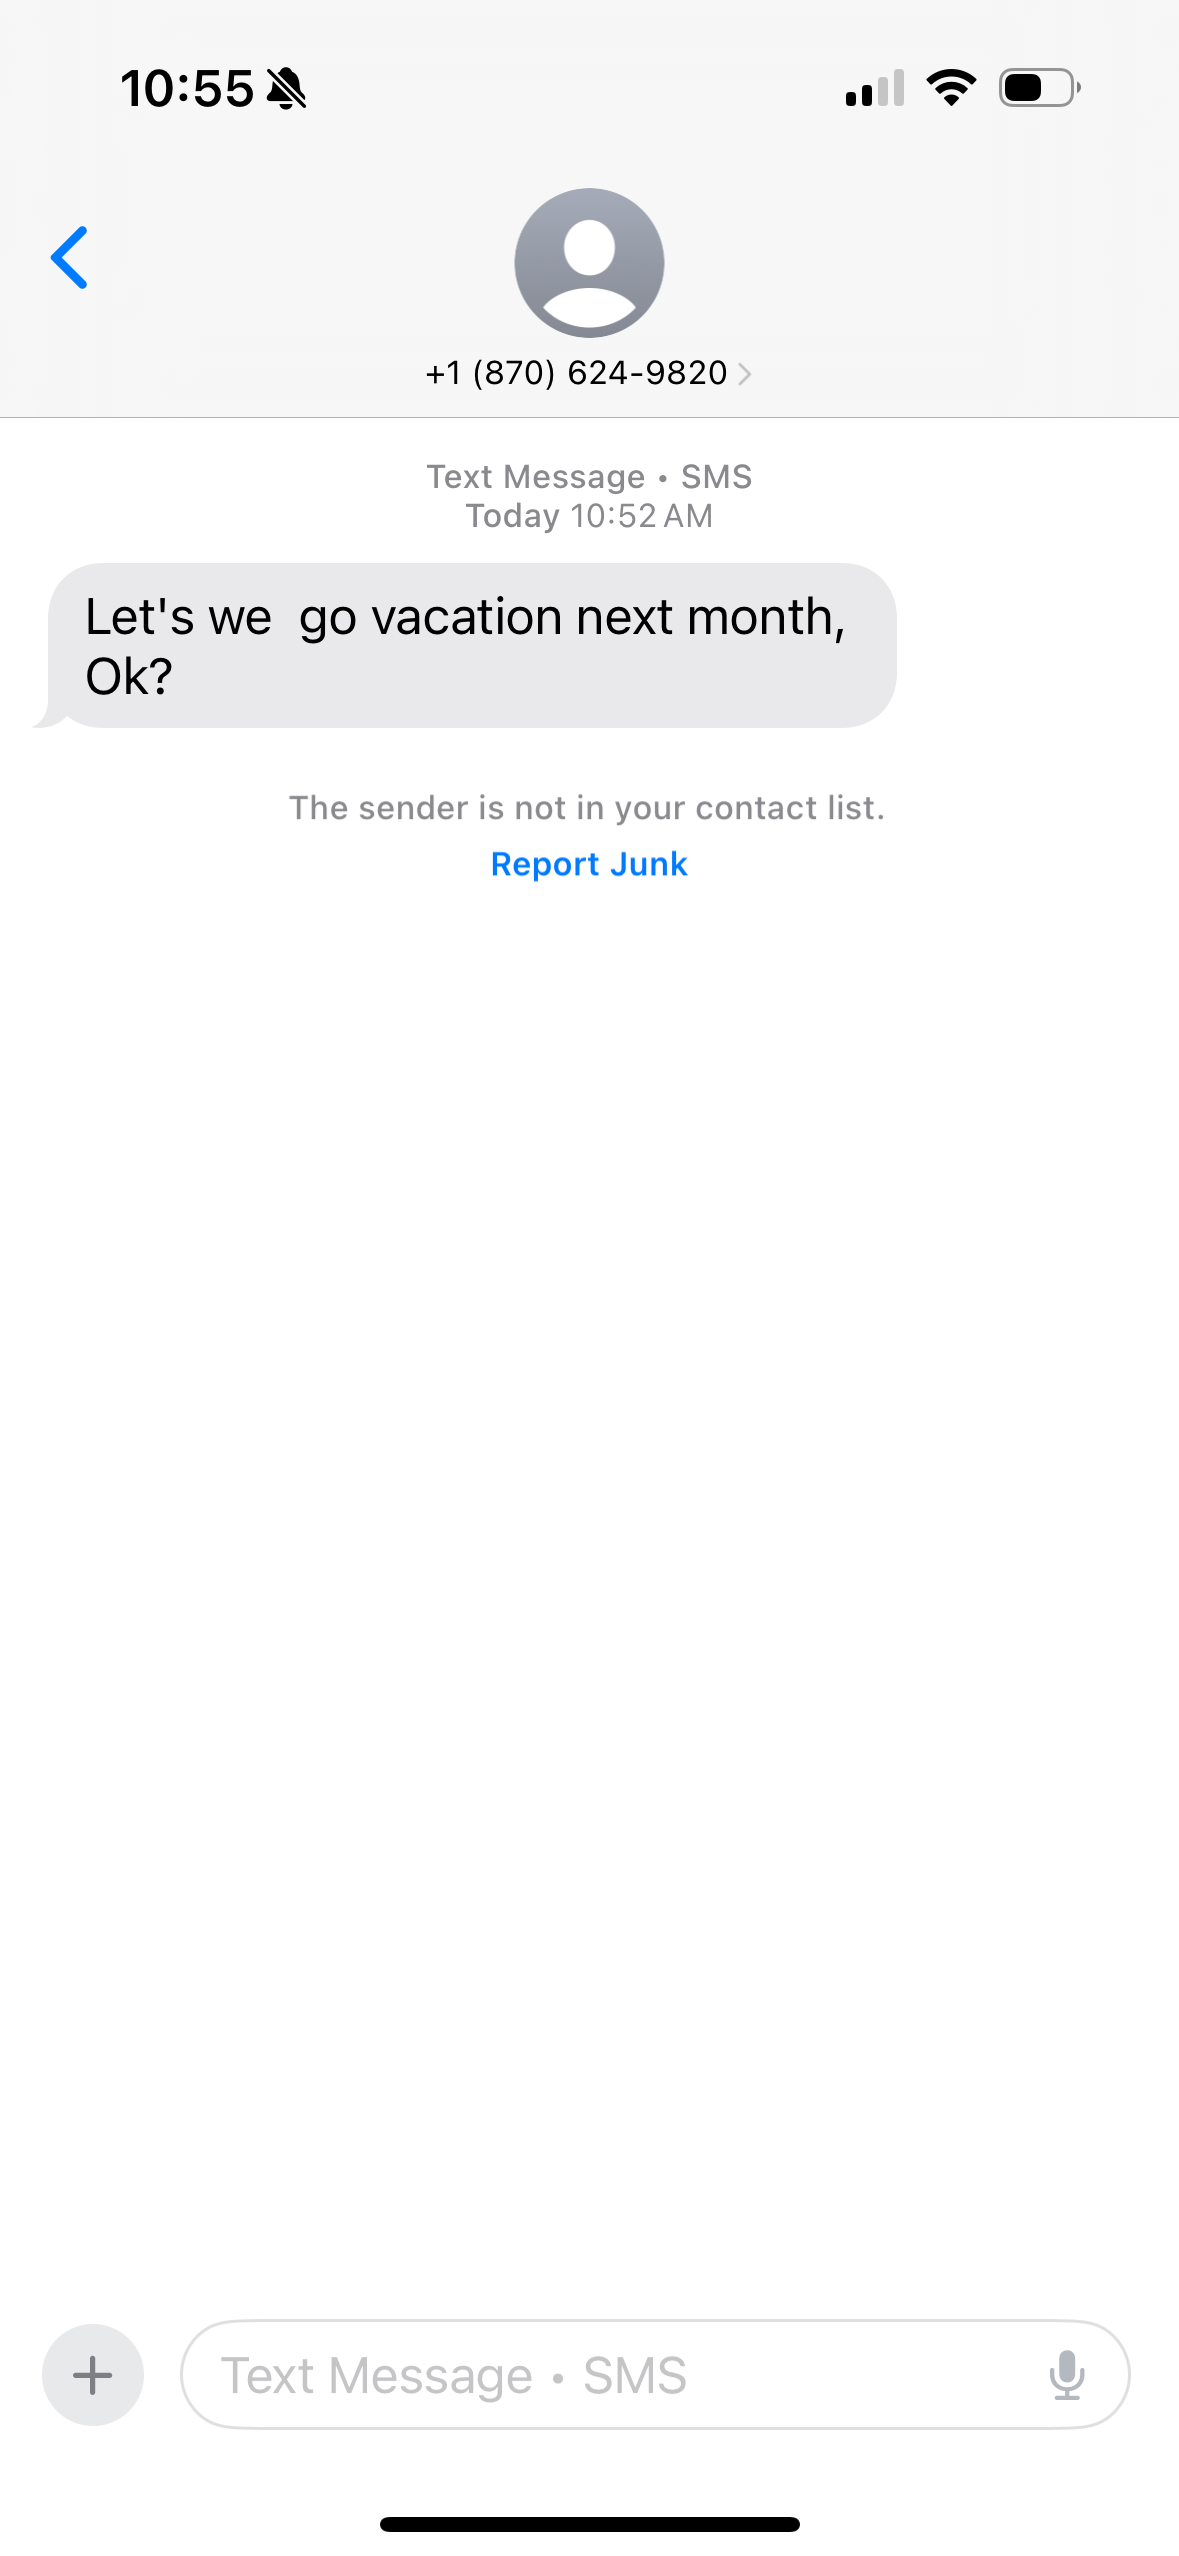 10:55
+1 (870) 624-9820
Text Message • SMS
Today 10:52 AM
Let's we  go vacation next month,
Ok?
The sender is not in your contact list.
Report Junk
Text Message • SMS